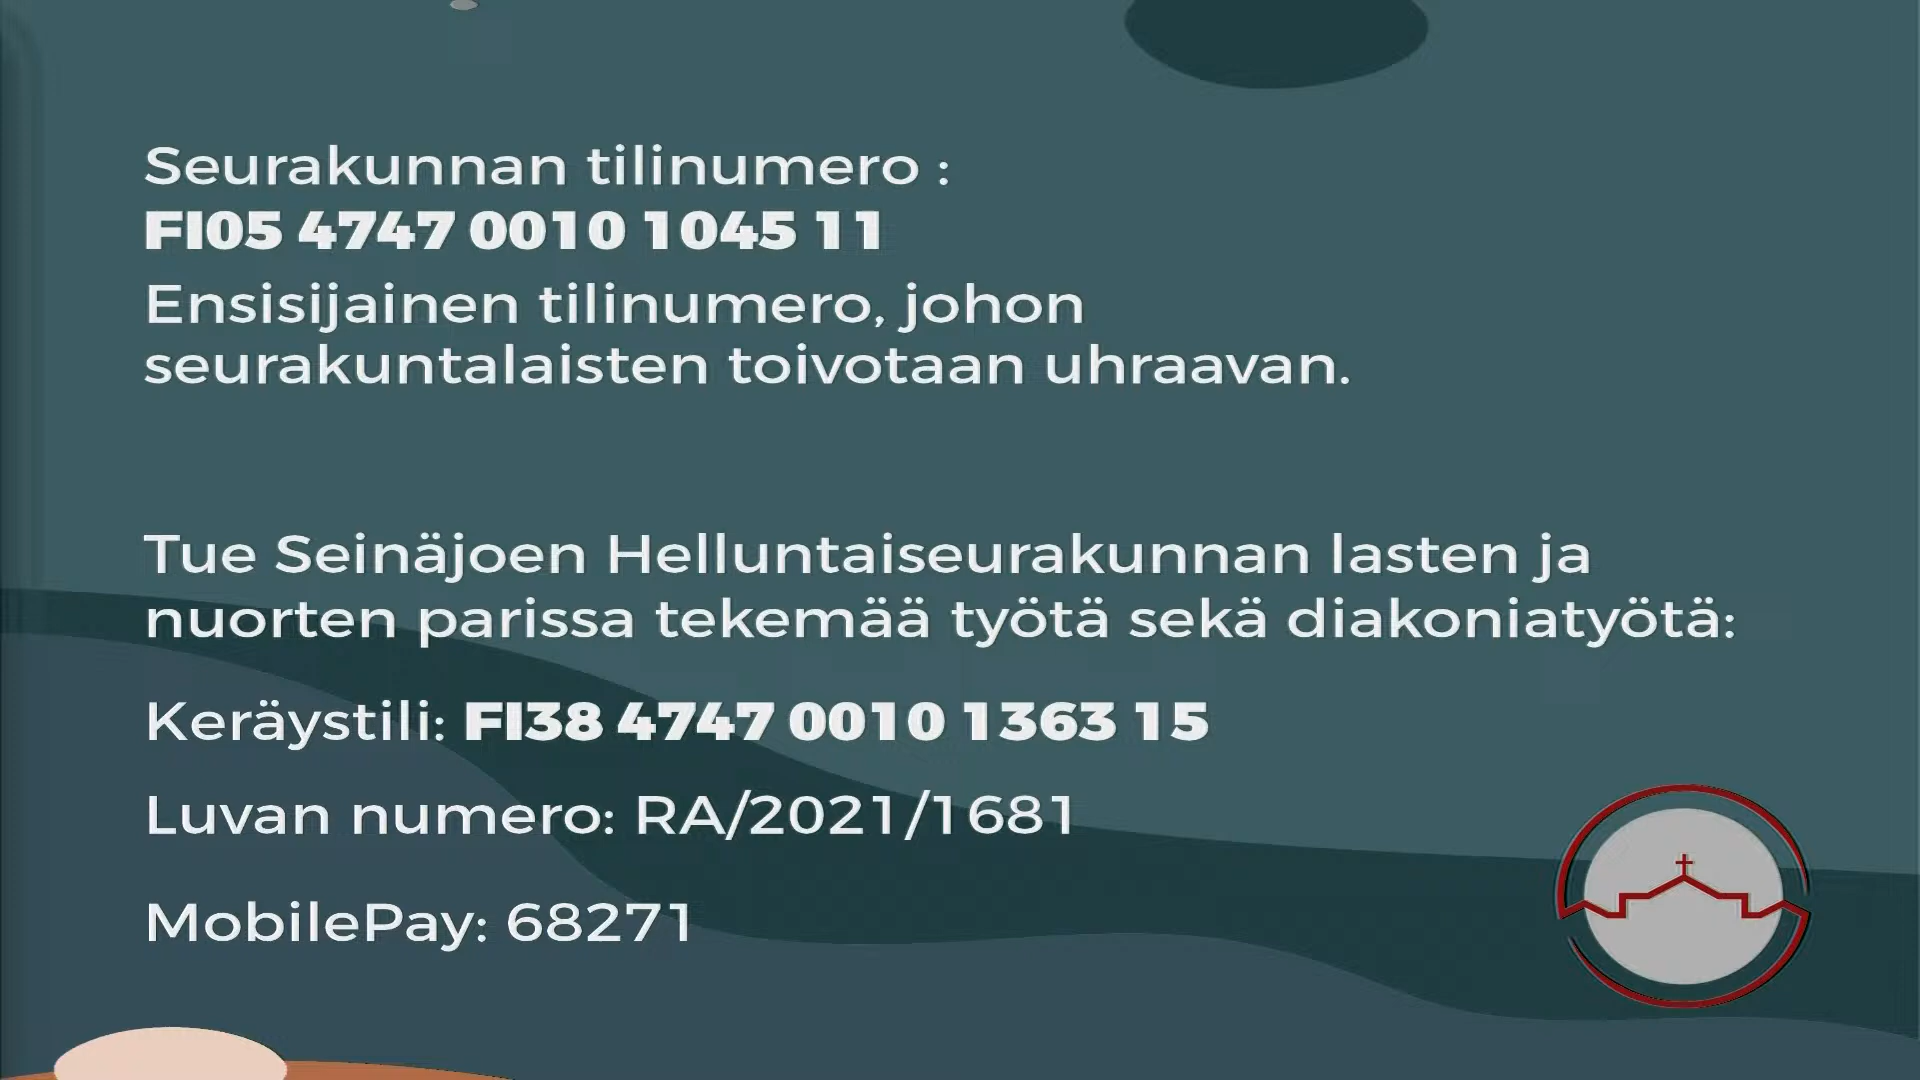 Seurakunnan tilinumero :
FI05 4747 0010 1045 11
Ensisijainen tilinumero, johon
seurakuntalaisten toivotaan uhraavan.
Tue Seinäjoen Helluntaiseurakunnan lasten ja
nuorten parissa tekemää työtä sekä diakoniatyötä:
Keräystili: FI38 4747 0010 1363 15
Luvan numero: RA/2021/1681
MobilePay: 68271